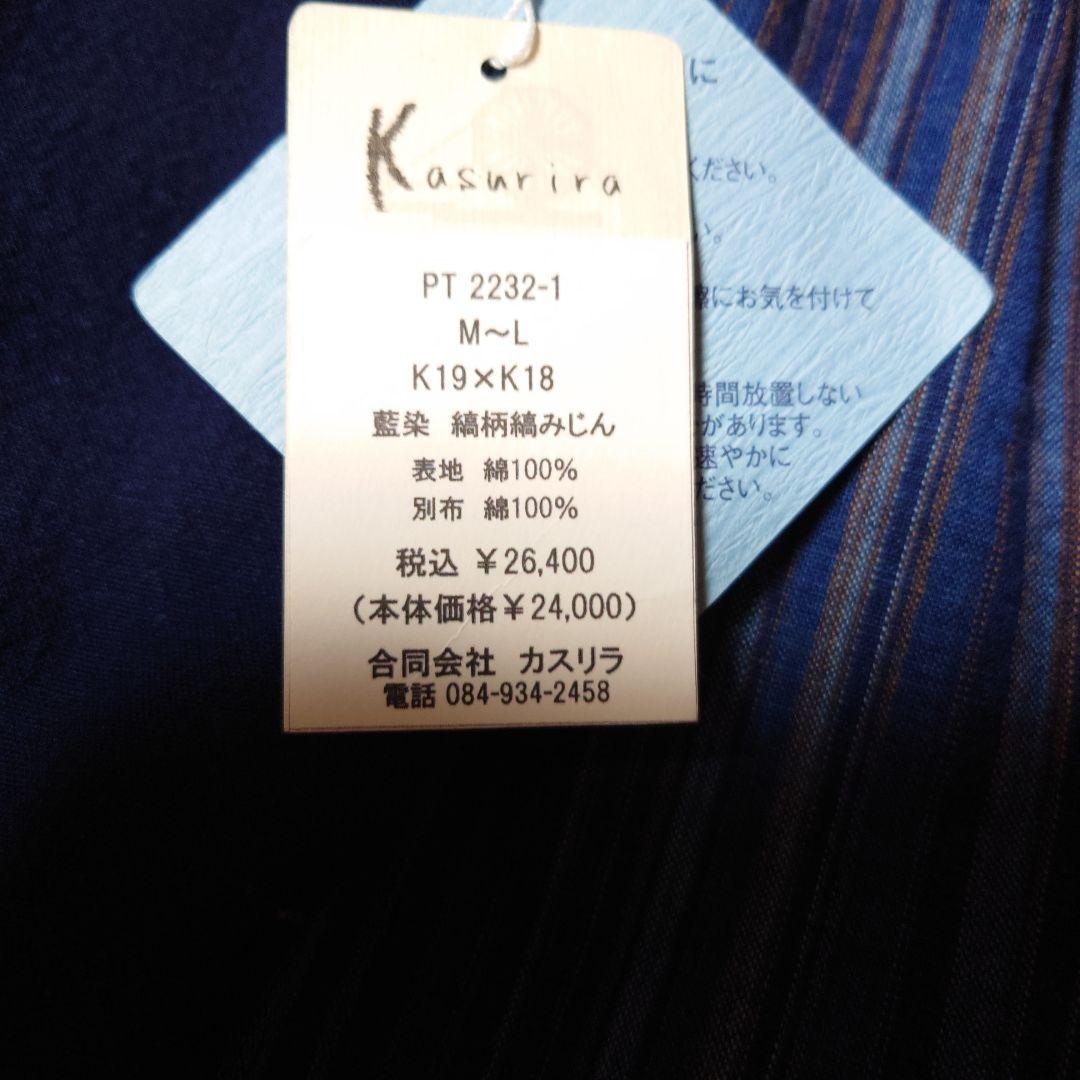 Kasurira
PT 2232-1
M～L
K19×K18
藍染 縞柄縞みじん
表地 綿100%
別布 綿100%
税込 ￥26,400
(本体価格￥24,000)
合同会社 カスリラ
電話 084-934-2458
に
ください。
い。
際にお気を付けて
時間放置しない
があります。
速やかに
ださい。